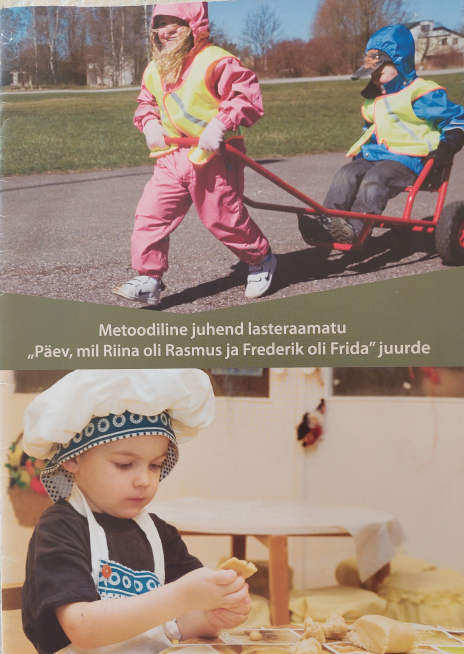 Metoodiline juhend lasteraamatu
„Päev, mil Riina oli Rasmus ja Frederik oli Frida” juurde